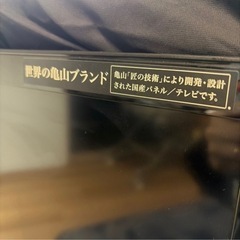 世界の亀山ブランド
亀山「匠の技術」により開発・設計
された国産パネル／テレビです。